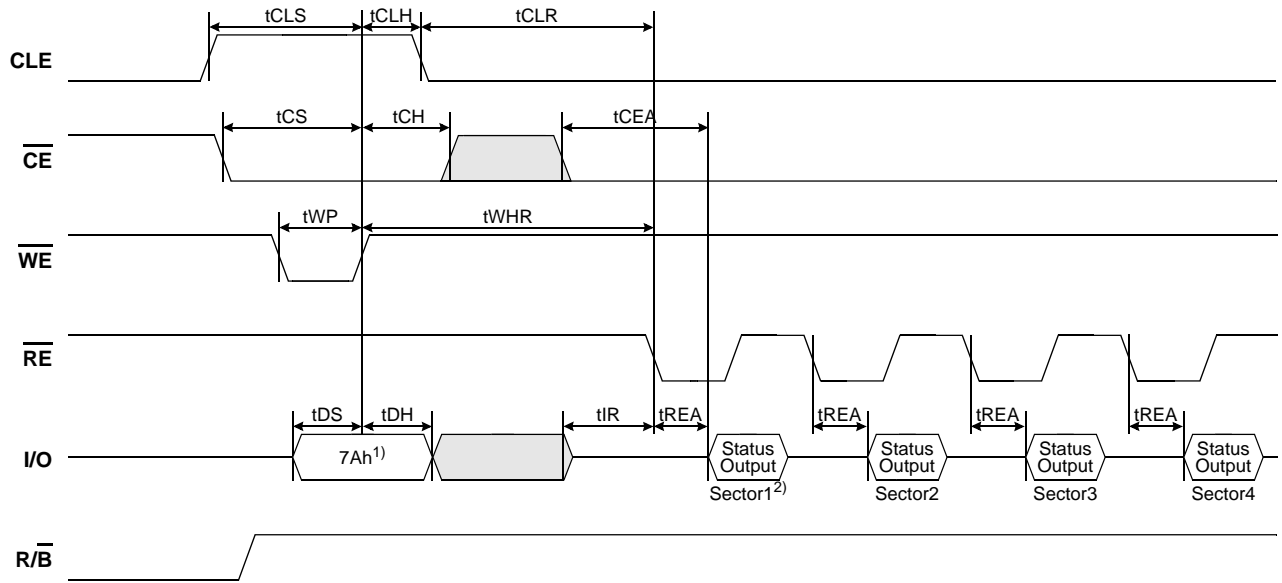 tCLS tCLH tCLR
CLE
tCS tCH tCEA
CE
tWP tWHR
WE
RE
tDS tDH tIR tREA tREA tREA tREA
I/O 7Ah1) Status Output Status Output Status Output Status Output
Sector12) Sector2 Sector3 Sector4
R/B